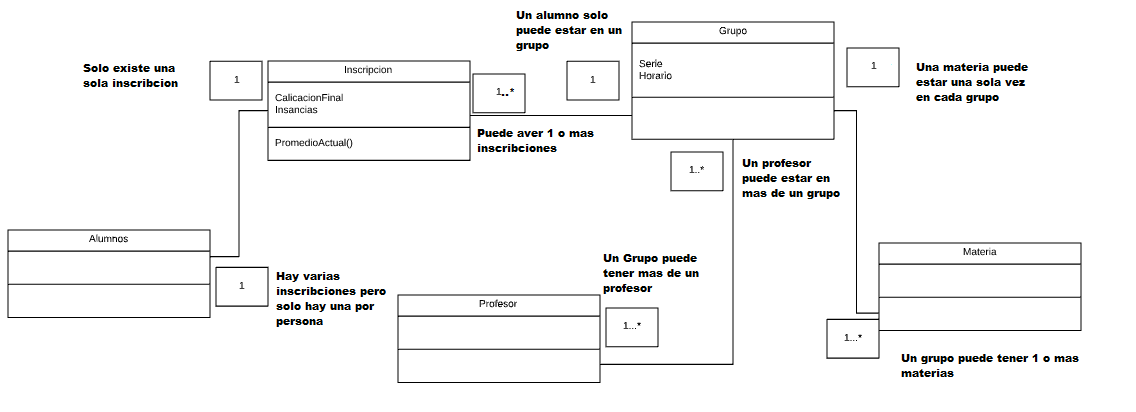 Un alumno solo
puede estar en un
grupo
Grupo
Serie
Horario
1
1
Una materia puede
estar una sola vez
en cada grupo
Solo existe una
sola inscribcion
1
Inscripcion
CalicacionFinal
Insancias
PromedioActual()
1..*
Puede aver 1 o mas
inscribciones
1..*
Un profesor
puede estar en
mas de un grupo
Alumnos
1
Hay varias
inscribciones pero
solo hay una por
persona
Un Grupo puede
tener mas de un
profesor
Profesor
1...*
Materia
1...*
Un grupo puede tener 1 o mas
materias